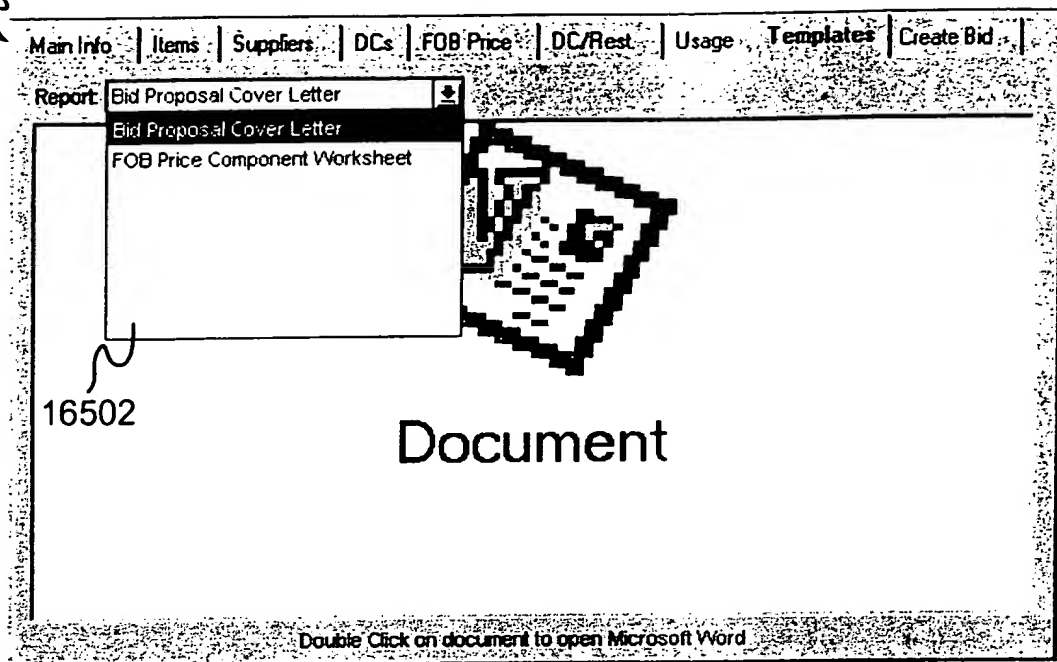 Main Info Items Suppliers DCs FOB Price DC/Rest. Usage Templates Create Bid
Report: Bid Proposal Cover Letter
Bid Proposal Cover Letter
FOB Price Component Worksheet
16502
Document
Double Click on document to open Microsoft Word